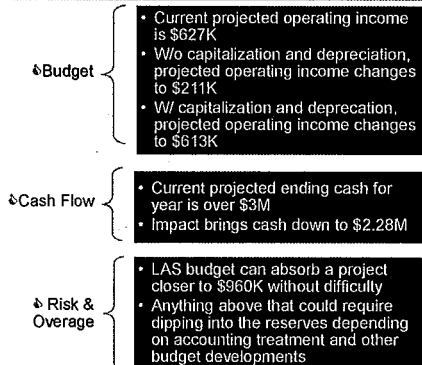 Budget
• Current projected operating income
is $627K
• W/o capitalization and depreciation,
projected operating income changes
to $211K
• W/ capitalization and deprecation,
projected operating income changes
to $613K
Cash Flow
• Current projected ending cash for
year is over $3M
• Impact brings cash down to $2.28M
Risk &
Overage
• LAS budget can absorb a project
closer to $960K without difficulty
• Anything above that could require
dipping into the reserves depending
on accounting treatment and other
budget developments